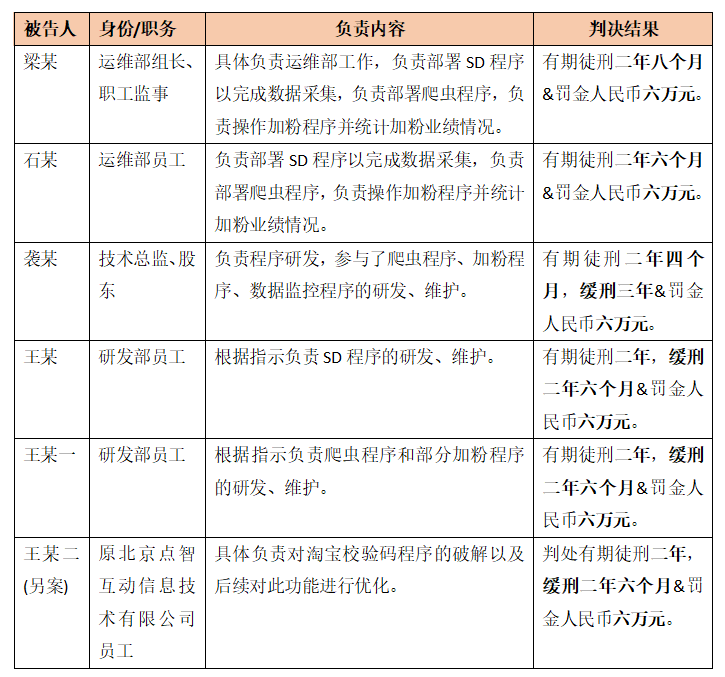 被告人 身份/职务 负责内容 判决结果
梁某 运维部组长、 具体负责运维部工作，负责部署 SD 程序 有期徒刑二年八个月
职工监事 以完成数据采集，负责部署爬虫程序，负 &罚金人民币六万元。
责操作加粉程序并统计加粉业绩情况。
石某 运维部员工 负责部署 SD 程序以完成数据采集，负责 有期徒刑二年六个月
部署爬虫程序，负责操作加粉程序并统计 &罚金人民币六万元。
加粉业绩情况。
袭某 技术总监、股 负责程序研发，参与了爬虫程序、加粉程 有期徒刑二年四个
东 序、数据监控程序的研发、维护。 月，缓刑三年&罚金
人民币六万元。
王某 研发部员工 根据指示负责 SD 程序的研发、维护。 有期徒刑二年，缓刑
二年六个月&罚金人
民币六万元。
王某一 研发部员工 根据指示负责爬虫程序和部分加粉程序 有期徒刑二年，缓刑
的研发、维护。 二年六个月&罚金人
民币六万元。
王某二 原北京点智 具体负责对淘宝校验码程序的破解以及 判处有期徒刑二年，
(另案) 互动信息技 后续对此功能进行优化。 缓刑二年六个月&罚
术有限公司 金人民币六万元。
员工